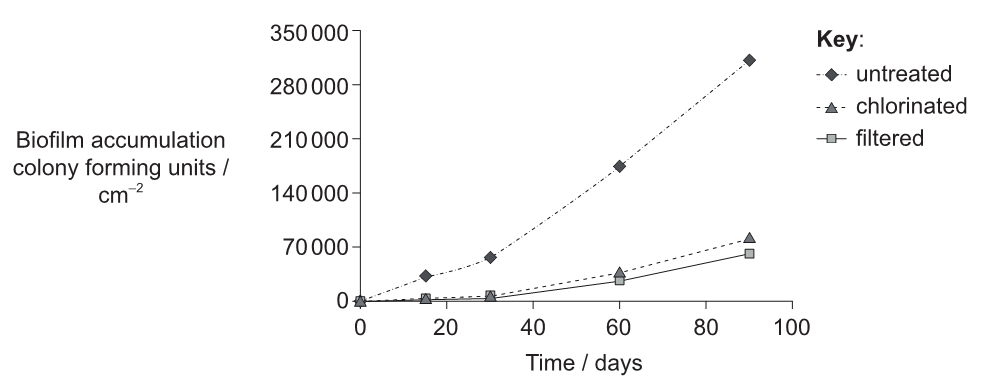 350 000
280 000
210 000
140 000
70 000
0
Biofilm accumulation
colony forming units /
cm⁻²
0 20 40 60 80 100
Time / days
Key:
untreated
chlorinated
filtered